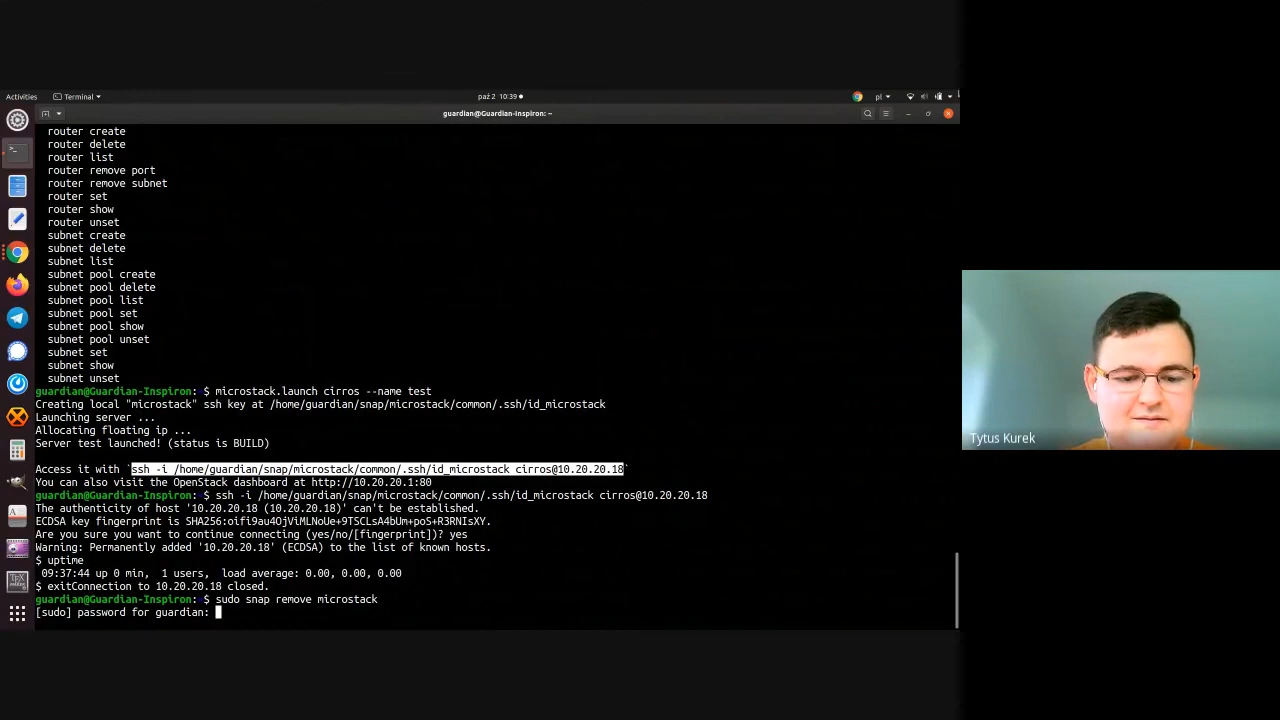 Activities
Terminal
paź 2 10:39
pl
guardian@Guardian-Inspiron: ~
router create
router delete
router list
router remove port
router remove subnet
router set
router show
router unset
subnet create
subnet delete
subnet list
subnet pool create
subnet pool delete
subnet pool list
subnet pool set
subnet pool show
subnet pool unset
subnet set
subnet show
subnet unset
guardian@Guardian-Inspiron:~$ microstack.launch cirros --name test
Creating local "microstack" ssh key at /home/guardian/snap/microstack/common/.ssh/id_microstack
Launching server ...
Allocating floating ip ...
Server test launched! (status is BUILD)
Access it with `ssh -i /home/guardian/snap/microstack/common/.ssh/id_microstack cirros@10.20.20.18`
You can also visit the OpenStack dashboard at http://10.20.20.1:80
guardian@Guardian-Inspiron:~$ ssh -i /home/guardian/snap/microstack/common/.ssh/id_microstack cirros@10.20.20.18
The authenticity of host '10.20.20.18 (10.20.20.18)' can't be established.
ECDSA key fingerprint is SHA256:oifi9au4OjViMLNoUe+9TSCLsA4bUm+poS+R3RNIsXY.
Are you sure you want to continue connecting (yes/no/[fingerprint])? yes
Warning: Permanently added '10.20.20.18' (ECDSA) to the list of known hosts.
$ uptime
09:37:44 up 0 min, 1 users, load average: 0.00, 0.00, 0.00
$ exitConnection to 10.20.20.18 closed.
guardian@Guardian-Inspiron:~$ sudo snap remove microstack
[sudo] password for guardian:
Tytus Kurek